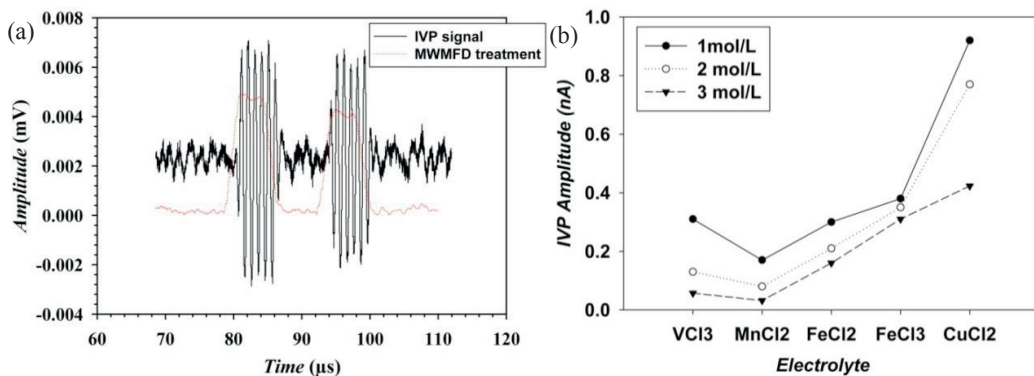 (a)
0.008
0.006
0.004
0.002
0.000
-0.002
-0.004
Amplitude (mV)
IVP signal
MWMFD treatment
60 70 80 90 100 110 120
Time (µs)
(b)
1.0
0.8
0.6
0.4
0.2
0.0
IVP Amplitude (nA)
1mol/L
2 mol/L
3 mol/L
VCl3 MnCl2 FeCl2 FeCl3 CuCl2
Electrolyte